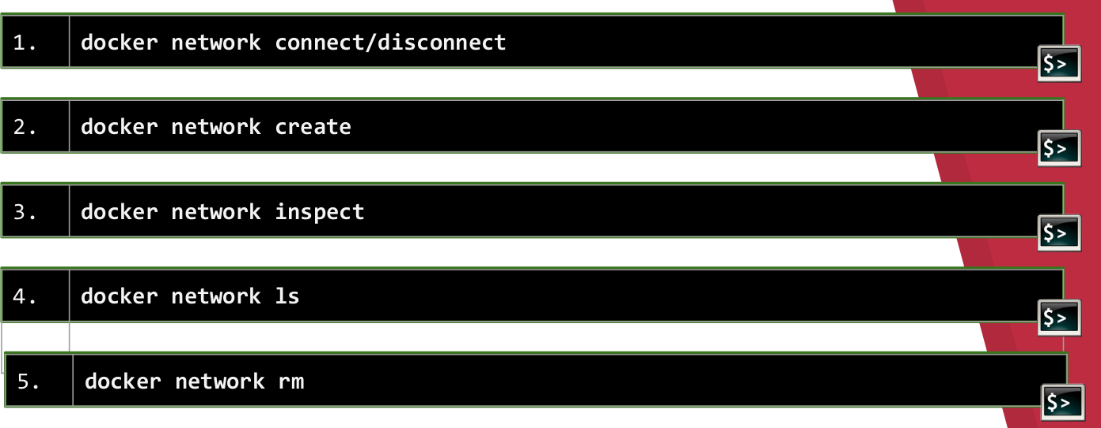 1. docker network connect/disconnect
$>
2. docker network create
$>
3. docker network inspect
$>
4. docker network ls
$>
5. docker network rm
$>